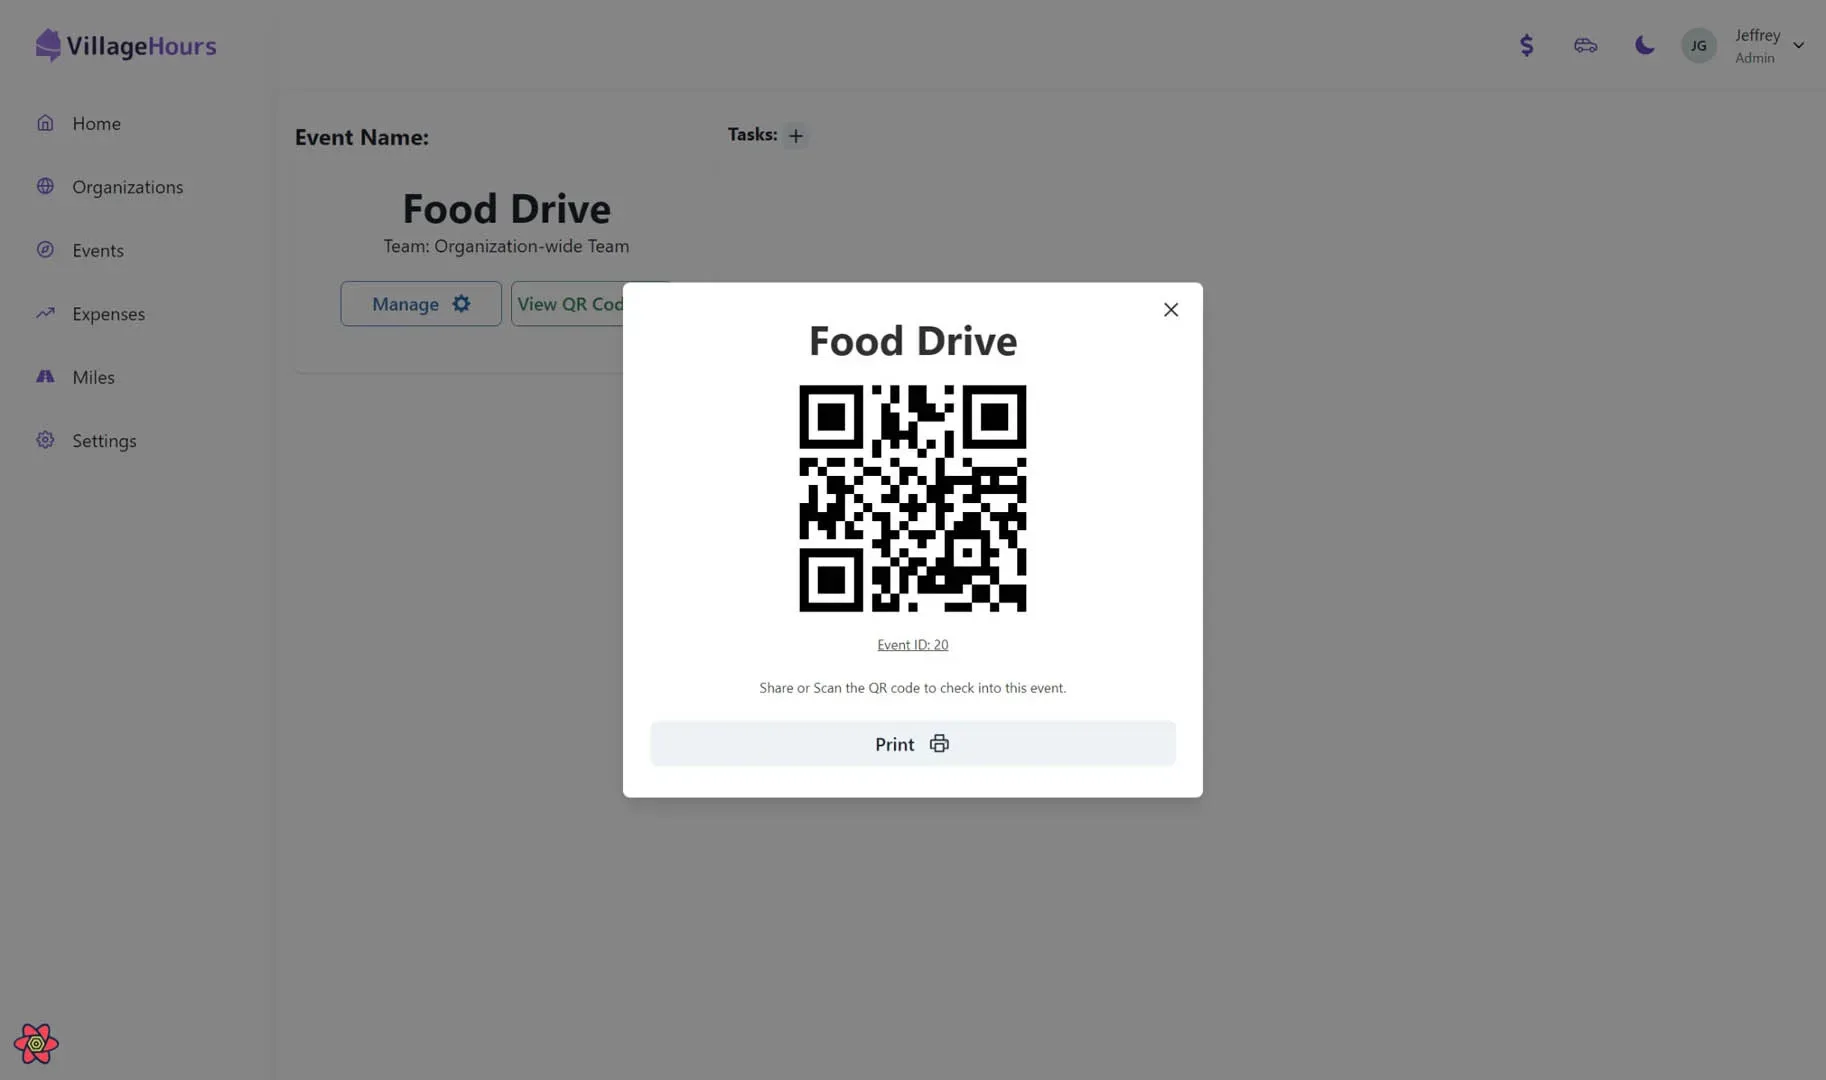 VillageHours
Jeffrey
Admin
JG
Home
Organizations
Events
Expenses
Miles
Settings
Event Name:
Tasks:
Food Drive
Team: Organization-wide Team
Manage
View QR Cod
Food Drive
Event ID: 20
Share or Scan the QR code to check into this event.
Print